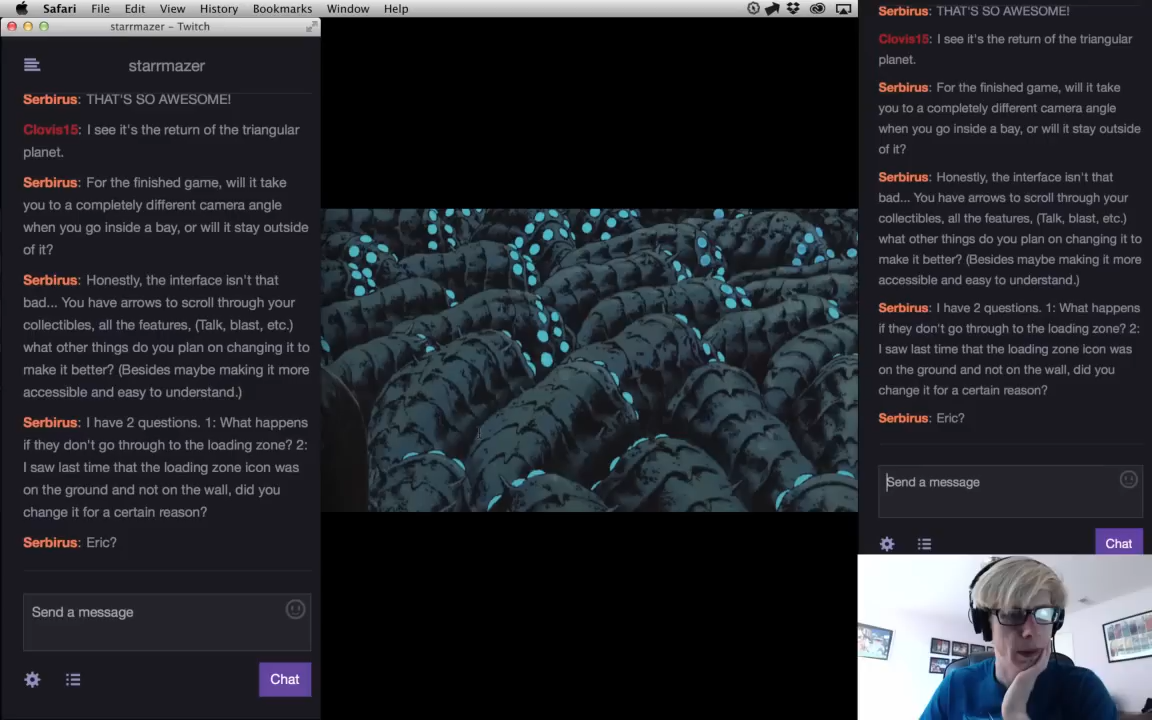 Safari File Edit View History Bookmarks Window Help
starrmazer – Twitch
starrmazer
Serbirus: THAT'S SO AWESOME!
Clovis15: I see it's the return of the triangular
planet.
Serbirus: For the finished game, will it take
you to a completely different camera angle
when you go inside a bay, or will it stay outside
of it?
Serbirus: Honestly, the interface isn't that
bad... You have arrows to scroll through your
collectibles, all the features, (Talk, blast, etc.)
what other things do you plan on changing it to
make it better? (Besides maybe making it more
accessible and easy to understand.)
Serbirus: I have 2 questions. 1: What happens
if they don't go through to the loading zone? 2:
I saw last time that the loading zone icon was
on the ground and not on the wall, did you
change it for a certain reason?
Serbirus: Eric?
Send a message
Chat
Serbirus: THAT'S SO AWESOME!
Clovis15: I see it's the return of the triangular
planet.
Serbirus: For the finished game, will it take
you to a completely different camera angle
when you go inside a bay, or will it stay outside
of it?
Serbirus: Honestly, the interface isn't that
bad... You have arrows to scroll through your
collectibles, all the features, (Talk, blast, etc.)
what other things do you plan on changing it to
make it better? (Besides maybe making it more
accessible and easy to understand.)
Serbirus: I have 2 questions. 1: What happens
if they don't go through to the loading zone? 2:
I saw last time that the loading zone icon was
on the ground and not on the wall, did you
change it for a certain reason?
Serbirus: Eric?
Send a message
Chat